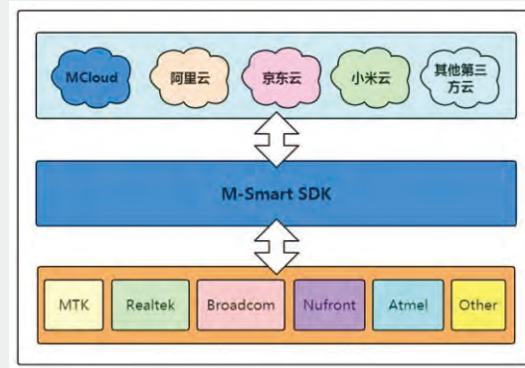 MCloud
阿里云
京东云
小米云
其他第三
方云
M-Smart SDK
MTK
Realtek
Broadcom
Nufront
Atmel
Other